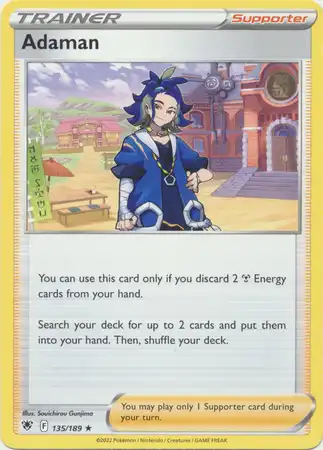 TRAINER Supporter
Adaman
You can use this card only if you discard 2 Energy
cards from your hand.
Search your deck for up to 2 cards and put them
into your hand. Then, shuffle your deck.
Illus. Souichirou Gunjima
F 135/189 ★
You may play only 1 Supporter card during
your turn.
©2022 Pokémon / Nintendo / Creatures / GAME FREAK